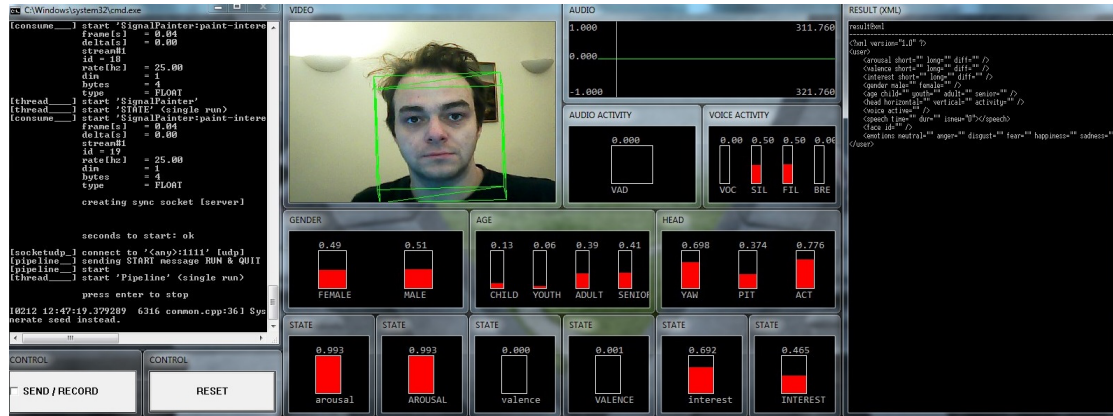 C:\Windows\system32\cmd.exe
[consume___] start 'SignalPainter:paint-intere
frame[s] = 0.04
delta[s] = 0.00
stream#1
id = 18
rate[hz] = 25.00
dim = 1
bytes = 4
type = FLOAT
[thread____] start 'SignalPainter'
[thread____] start 'STATE' (single run)
[consume___] start 'SignalPainter:paint-intere
frame[s] = 0.04
delta[s] = 0.00
stream#1
id = 19
rate[hz] = 25.00
dim = 1
bytes = 4
type = FLOAT
creating sync socket [server]
seconds to start: ok
[socketudp_] connect to '<any>:1111' [udp]
[pipeline__] sending START message RUN & QUIT
[pipeline__] start
[thread____] start 'Pipeline' (single run)
press enter to stop
I0212 12:47:19.379289 6316 common.cpp:36] Sys
nerate seed instead.
CONTROL
SEND / RECORD
CONTROL
RESET
VIDEO
AUDIO
1.000 311.760
0.000
-1.000 321.760
AUDIO ACTIVITY
0.000
VAD
VOICE ACTIVITY
0.00 0.50 0.50 0.00
VOC SIL FIL BRE
GENDER
0.49 0.51
FEMALE MALE
AGE
0.13 0.06 0.39 0.41
CHILD YOUTH ADULT SENIOR
HEAD
0.698 0.374 0.776
YAW PIT ACT
STATE
0.993
arousal
STATE
0.993
AROUSAL
STATE
0.000
valence
STATE
0.001
VALENCE
STATE
0.692
interest
STATE
0.465
INTEREST
RESULT (XML)
result@xml
<?xml version="1.0" ?>
<user>
<arousal short="" long="" diff="" />
<valence short="" long="" diff="" />
<interest short="" long="" diff="" />
<gender male="" female="" />
<age child="" youth="" adult="" senior="" />
<head horizontal="" vertical="" activity="" />
<voice active="" />
<speech time="" dur="" isnew="0"></speech>
<face id="" />
<emotions neutral="" anger="" disgust="" fear="" happiness="" sadness=""
</user>